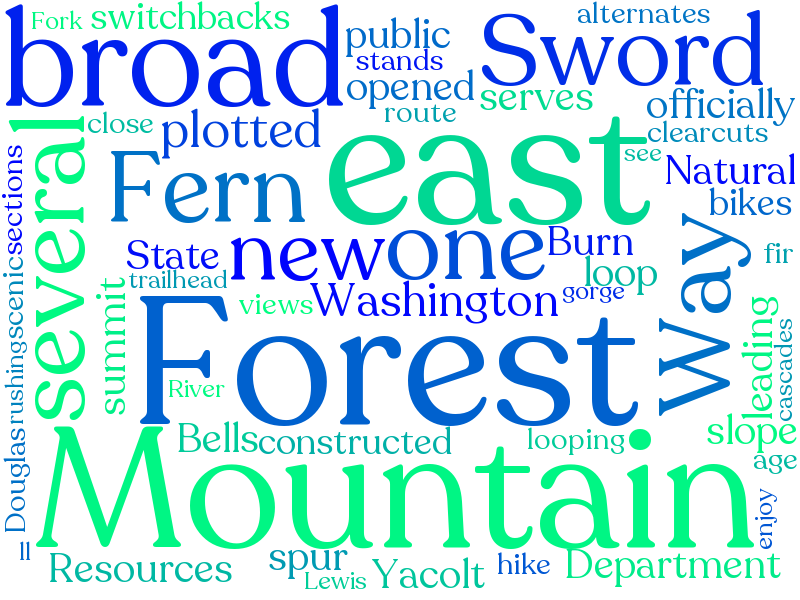 Fork switchbacks
broad
public
stands
opened
route
Sword
alternates
serves
officially
clearcuts
see
close
plotted
several
sections
Fern
east
Natural
bikes
State
new
one
Burn
Way
fir
trailhead
loop
summit
scenic
views
Washington
gorge
Forest
leading
cascades
rushing
River
Douglas
Bells
constructed
looping
slope
age
Mountain
enjoy
ll
Resources
spur
Lewis
Yacolt
hike
Department